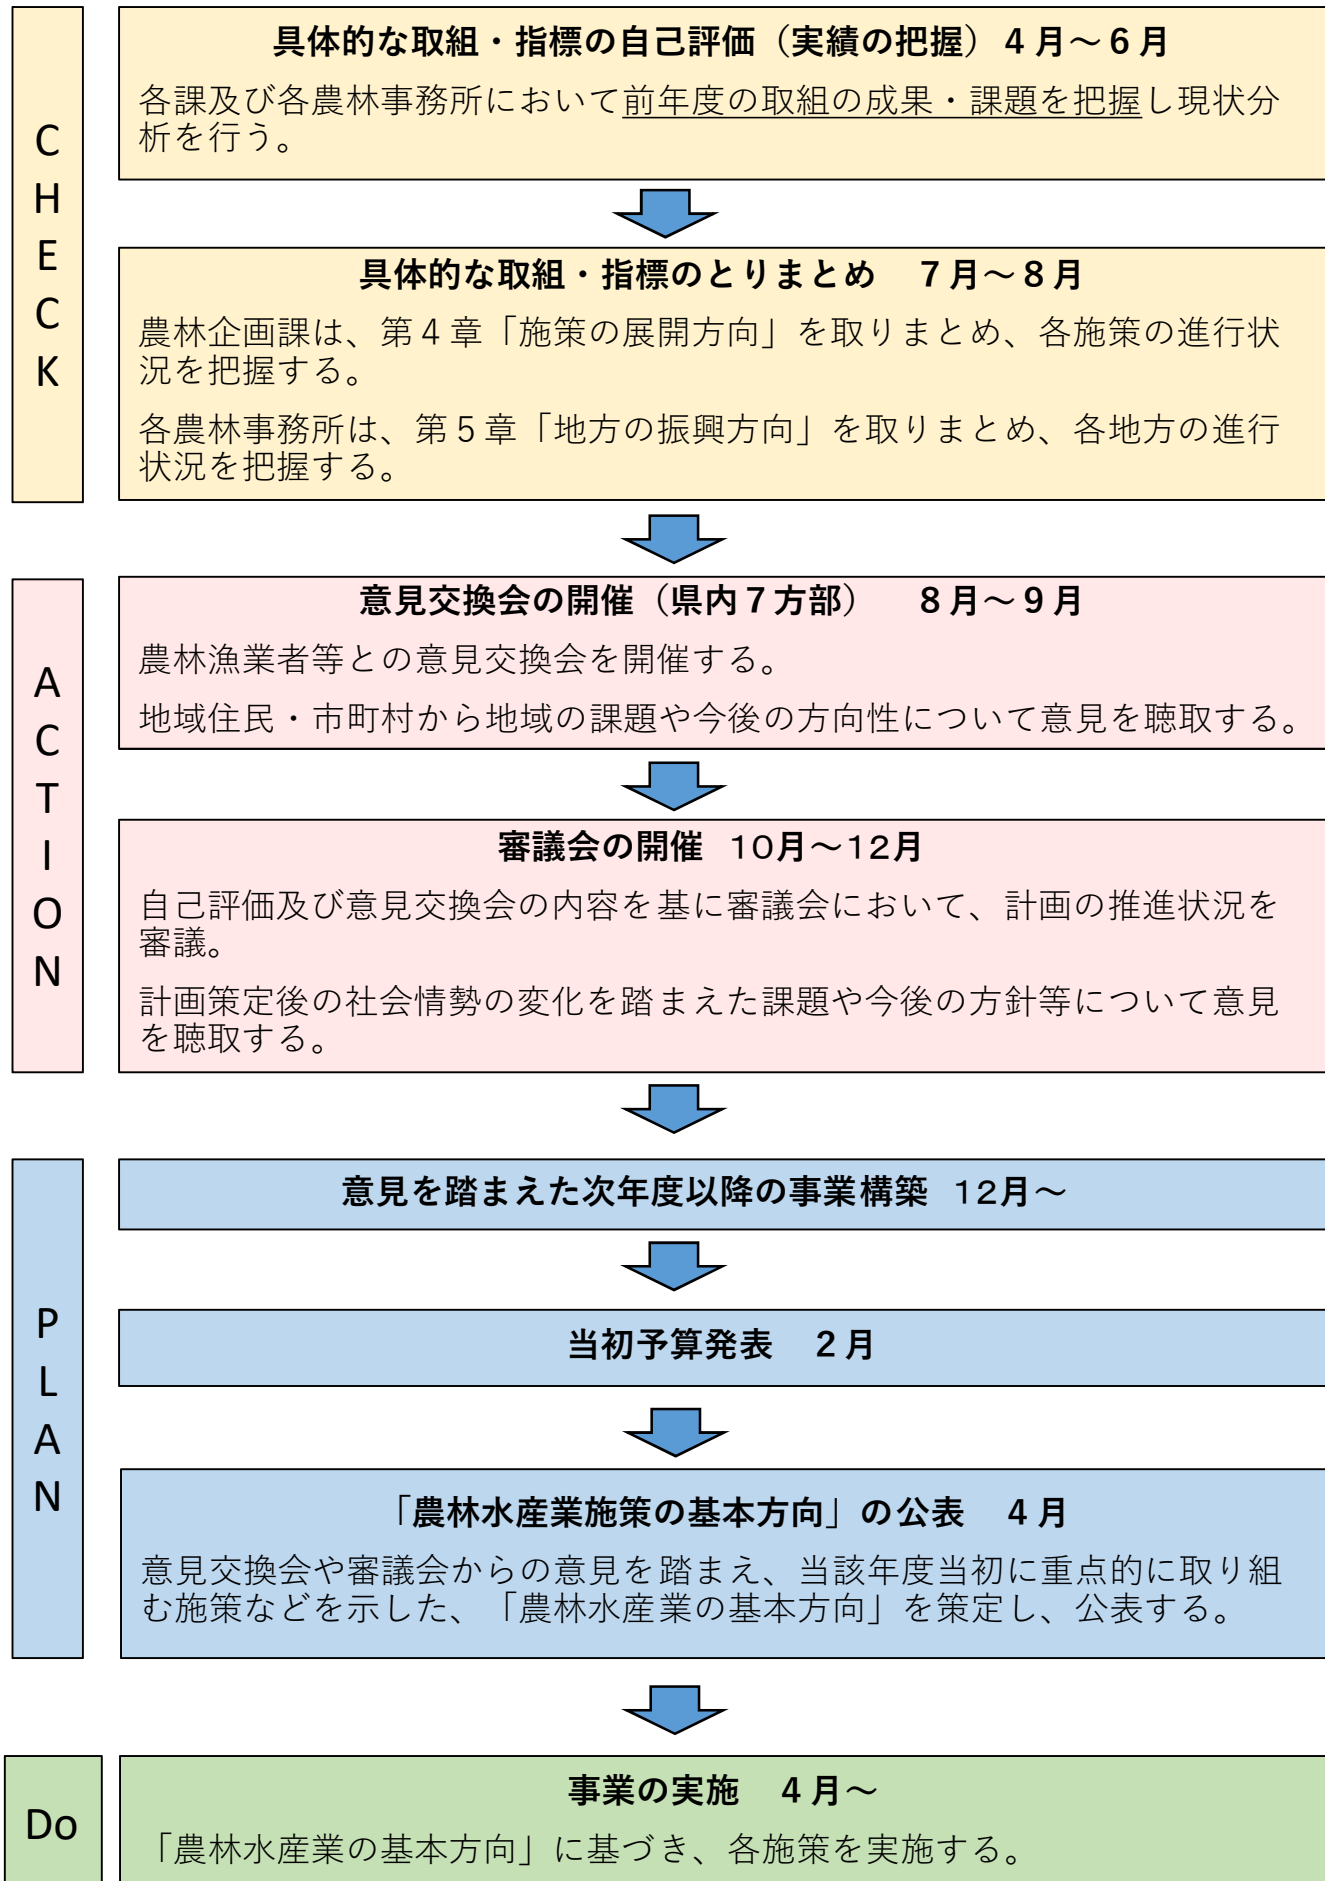 CHECK
具体的な取組・指標の自己評価（実績の把握）４月～６月
各課及び各農林事務所において前年度の取組の成果・課題を把握し現状分
析を行う。
具体的な取組・指標のとりまとめ　７月～８月
農林企画課は、第４章「施策の展開方向」を取りまとめ、各施策の進行状
況を把握する。
各農林事務所は、第５章「地方の振興方向」を取りまとめ、各地方の進行
状況を把握する。
ACTION
意見交換会の開催（県内７方部）　８月～９月
農林漁業者等との意見交換会を開催する。
地域住民・市町村から地域の課題や今後の方向性について意見を聴取する。
審議会の開催　10月～12月
自己評価及び意見交換会の内容を基に審議会において、計画の推進状況を
審議。
計画策定後の社会情勢の変化を踏まえた課題や今後の方針等について意見
を聴取する。
PLAN
意見を踏まえた次年度以降の事業構築　12月～
当初予算発表　２月
「農林水産業施策の基本方向」の公表　４月
意見交換会や審議会からの意見を踏まえ、当該年度当初に重点的に取り組
む施策などを示した、「農林水産業の基本方向」を策定し、公表する。
Do
事業の実施　４月～
「農林水産業の基本方向」に基づき、各施策を実施する。